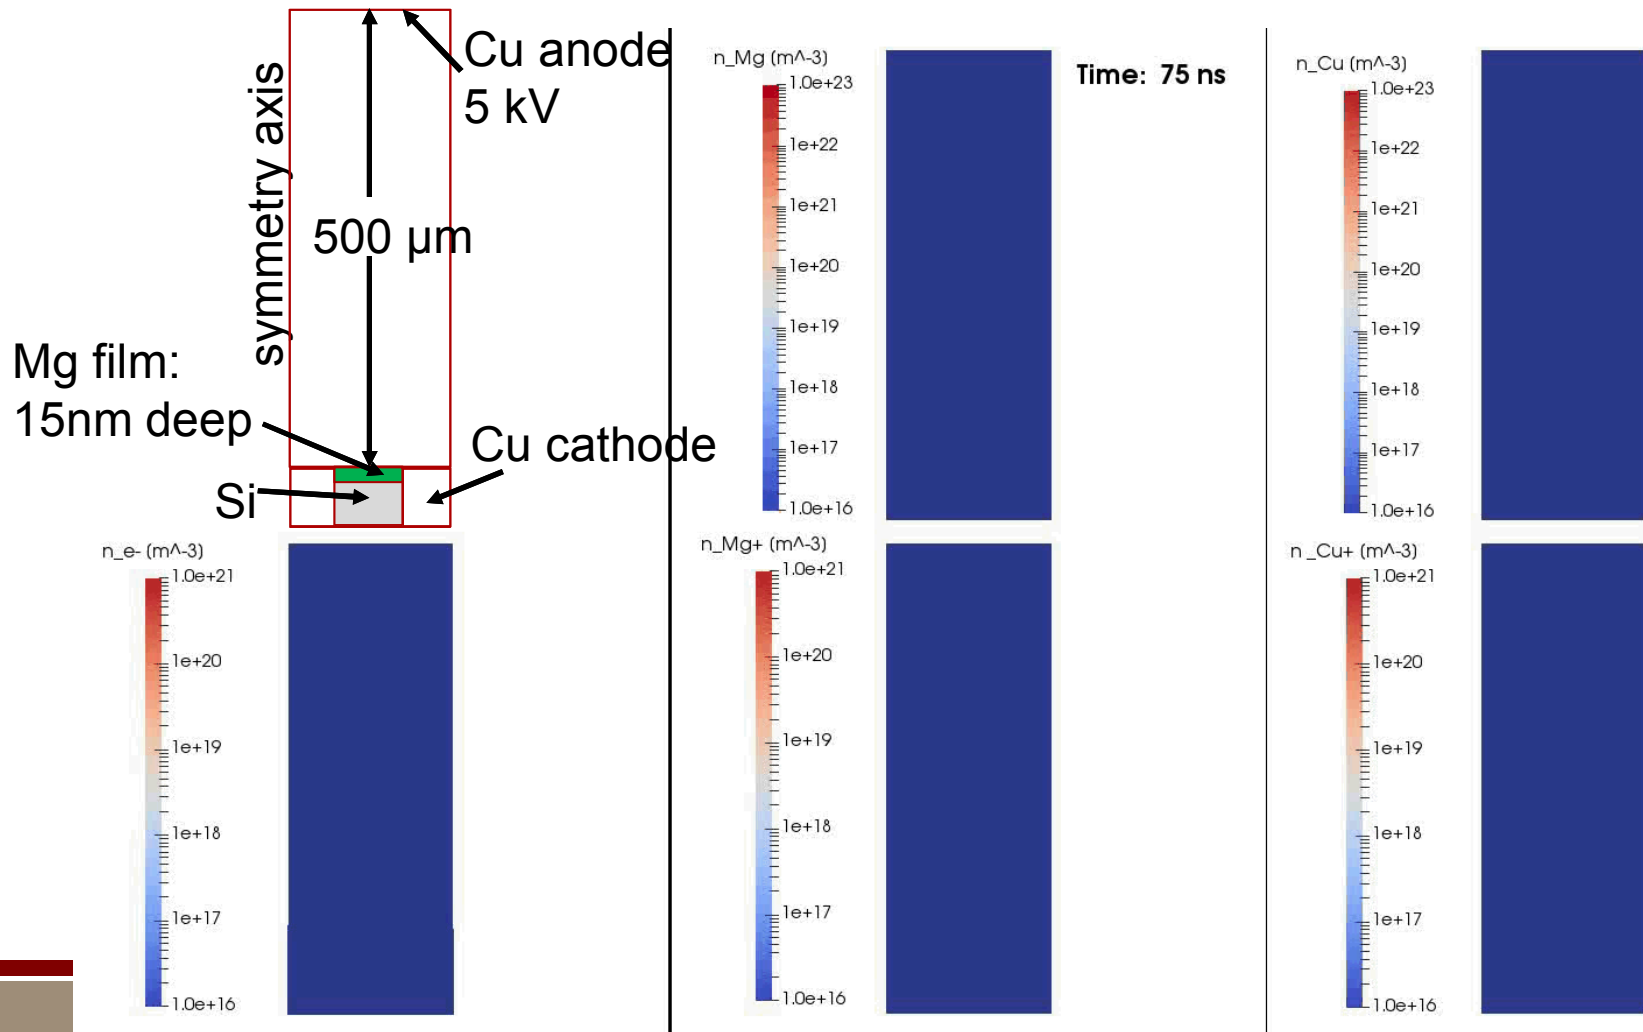 Cu anode
5 kV
symmetry axis
500 µm
Mg film:
15nm deep
Cu cathode
Si
n_e- (m^-3)
1.0e+21
1e+20
1e+19
1e+18
1e+17
1.0e+16
n_Mg (m^-3)
1.0e+23
1e+22
1e+21
1e+20
1e+19
1e+18
1e+17
1.0e+16
Time: 75 ns
n_Mg+ (m^-3)
1.0e+21
1e+20
1e+19
1e+18
1e+17
1.0e+16
n_Cu (m^-3)
1.0e+23
1e+22
1e+21
1e+20
1e+19
1e+18
1e+17
1.0e+16
n _Cu+ (m^-3)
1.0e+21
1e+20
1e+19
1e+18
1e+17
1.0e+16